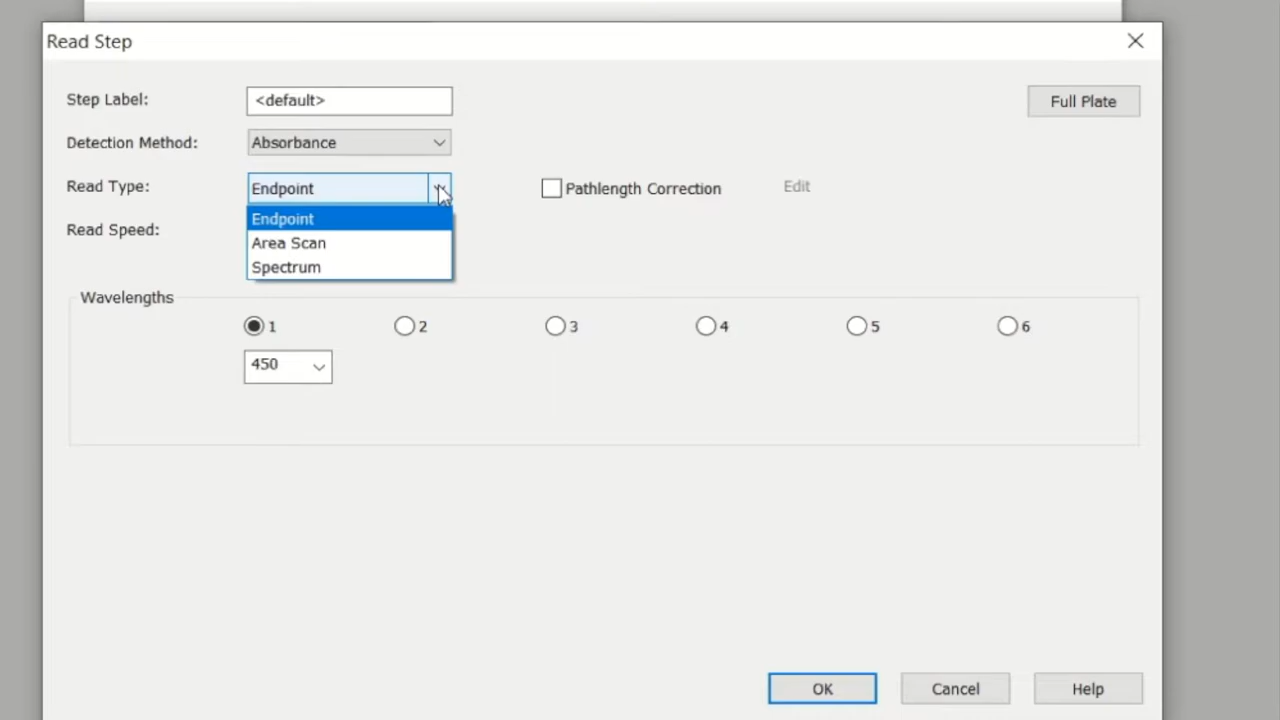 Read Step
Step Label:
<default>
Full Plate
Detection Method:
Absorbance
Read Type:
Endpoint
Pathlength Correction
Edit
Endpoint
Read Speed:
Area Scan
Spectrum
Wavelengths
1
2
3
4
5
6
450
OK
Cancel
Help